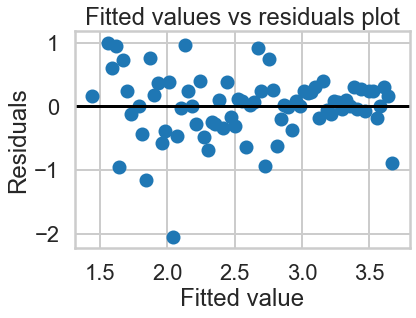 Fitted values vs residuals plot
1
0
−1
−2
Residuals
1.5 2.0 2.5 3.0 3.5
Fitted value